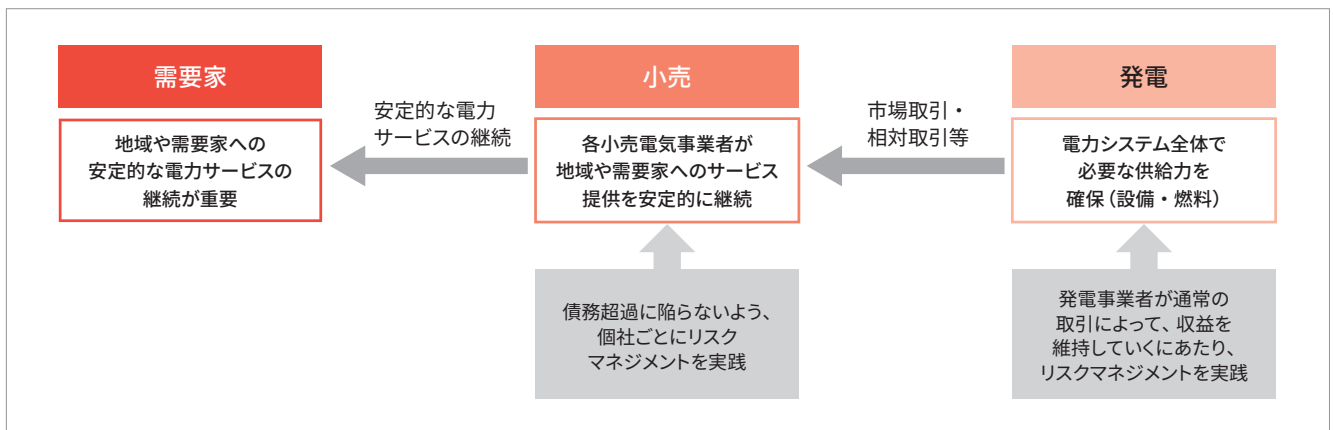 需要家
地域や需要家への
安定的な電力サービスの
継続が重要
安定的な電力
サービスの継続
小売
各小売電気事業者が
地域や需要家へのサービス
提供を安定的に継続
債務超過に陥らないよう、
個社ごとにリスク
マネジメントを実践
市場取引・
相対取引等
発電
電力システム全体で
必要な供給力を
確保（設備・燃料）
発電事業者が通常の
取引によって、収益を
維持していくにあたり、
リスクマネジメントを実践